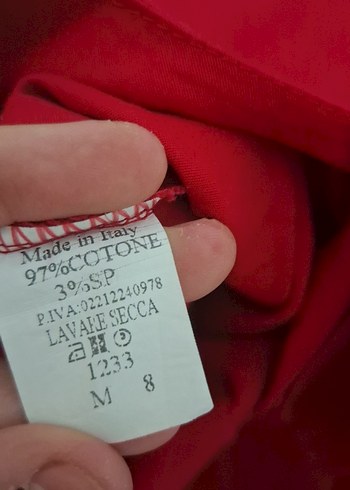 Made in Italy
97%COTONE
3%SP
P.IVA:02212240978
LAVARE SECCA
1233
M 8